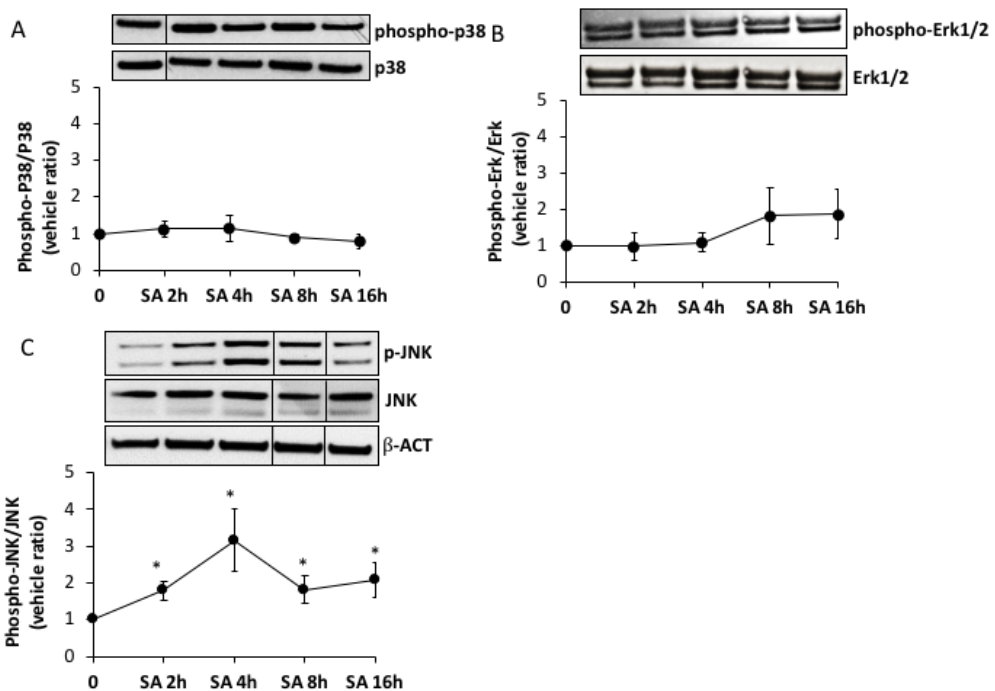 A
phospho-p38
p38
Phospho-P38/P38
(vehicle ratio)
5
4
3
2
1
0
0 SA 2h SA 4h SA 8h SA 16h
B
phospho-Erk1/2
Erk1/2
Phospho-Erk/Erk
(vehicle ratio)
5
4
3
2
1
0
0 SA 2h SA 4h SA 8h SA 16h
C
p-JNK
JNK
β-ACT
Phospho-JNK/JNK
(vehicle ratio)
5
4
3
2
1
0
* * * *
0 SA 2h SA 4h SA 8h SA 16h